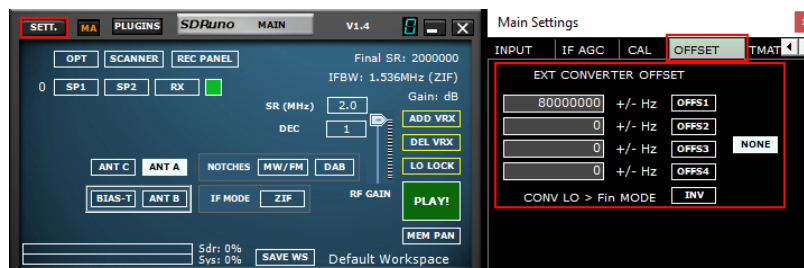 SETT. MA PLUGINS SDRuno MAIN V1.4
OPT SCANNER REC PANEL Final SR: 2000000
IFBW: 1.536MHz (ZIF)
0 SP1 SP2 RX Gain: dB
SR (MHz) 2.0 ADD VRX
DEC 1 DEL VRX
ANT C ANT A NOTCHES MW/FM DAB LO LOCK
BIAS-T ANT B IF MODE ZIF RF GAIN PLAY!
MEM PAN
Sdr: 0%
Sys: 0% SAVE WS Default Workspace
Main Settings
INPUT IF AGC CAL OFFSET TMAT
EXT CONVERTER OFFSET
80000000 +/- Hz OFFS1
0 +/- Hz OFFS2
0 +/- Hz OFFS3 NONE
0 +/- Hz OFFS4
CONV LO > Fin MODE INV